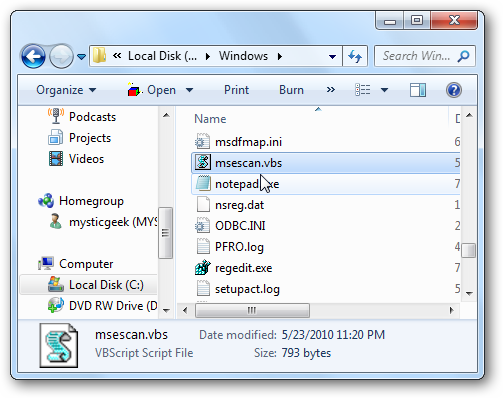 « Local Disk (... ▸ Windows ▸
Search Win...
Organize
Open
Print
Burn
»
Podcasts
Projects
Videos
Homegroup
mysticgeek (MYS
Computer
Local Disk (C:)
DVD RW Drive (D
Name
D
msdfmap.ini
6
msescan.vbs
5
notepad.exe
7
nsreg.dat
1
ODBC.INI
4
PFRO.log
regedit.exe
7
setupact.log
msescan.vbs
Date modified: 5/23/2010 11:20 PM
VBScript Script File
Size: 793 bytes